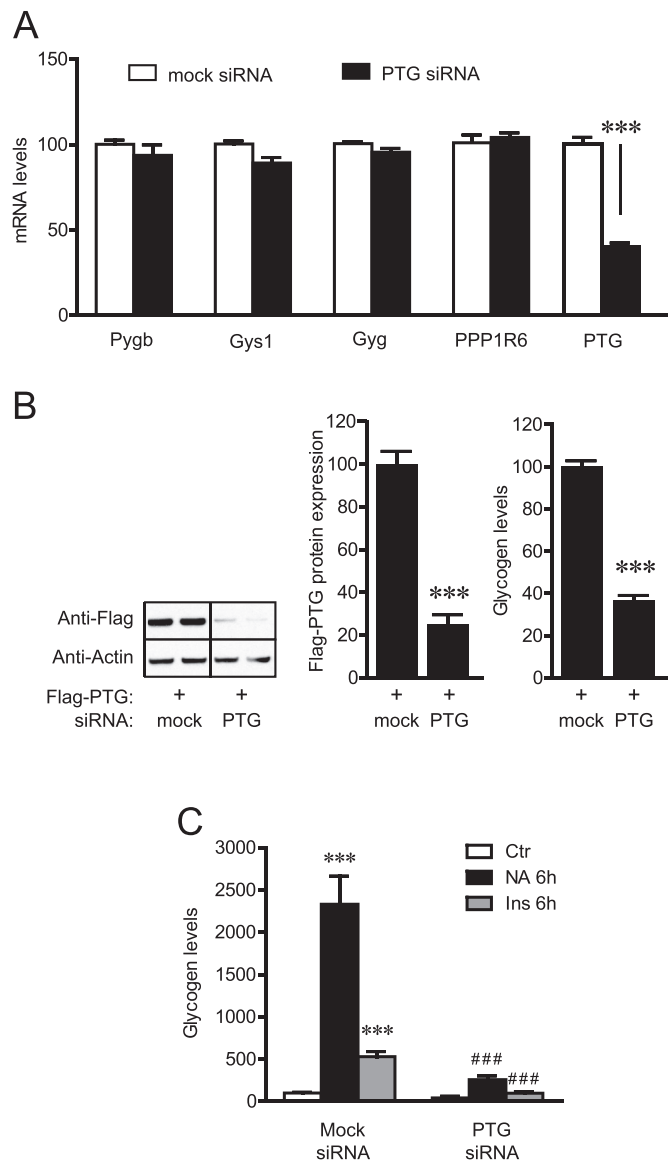 A
150
mock siRNA
PTG siRNA
***
100
mRNA levels
50
0
Pygb
Gys1
Gyg
PPP1R6
PTG
B
Anti-Flag
Anti-Actin
Flag-PTG: + +
siRNA: mock PTG
120
100
80
60
40
20
0
Flag-PTG protein expression
***
+ +
mock PTG
120
100
80
60
40
20
0
Glycogen levels
***
+ +
mock PTG
C
3000
2500
2000
1500
1000
500
0
Glycogen levels
***
***
###
###
Ctr
NA 6h
Ins 6h
Mock
siRNA
PTG
siRNA